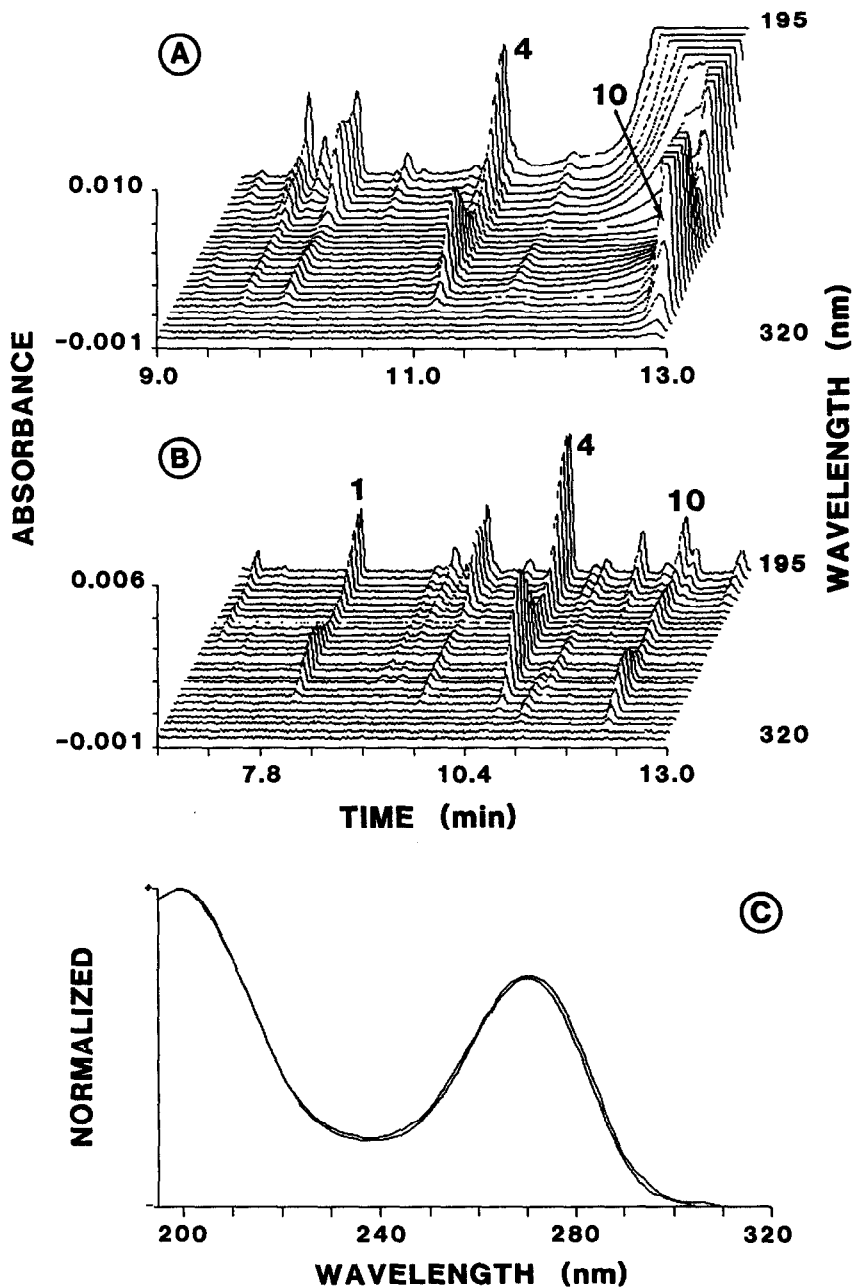 A
195
4
10
0.010
-0.001
320
9.0
11.0
13.0
ABSORBANCE
WAVELENGTH (nm)
B
4
1
10
195
0.006
-0.001
320
7.8
10.4
13.0
TIME (min)
C
NORMALIZED
200
240
280
320
WAVELENGTH (nm)